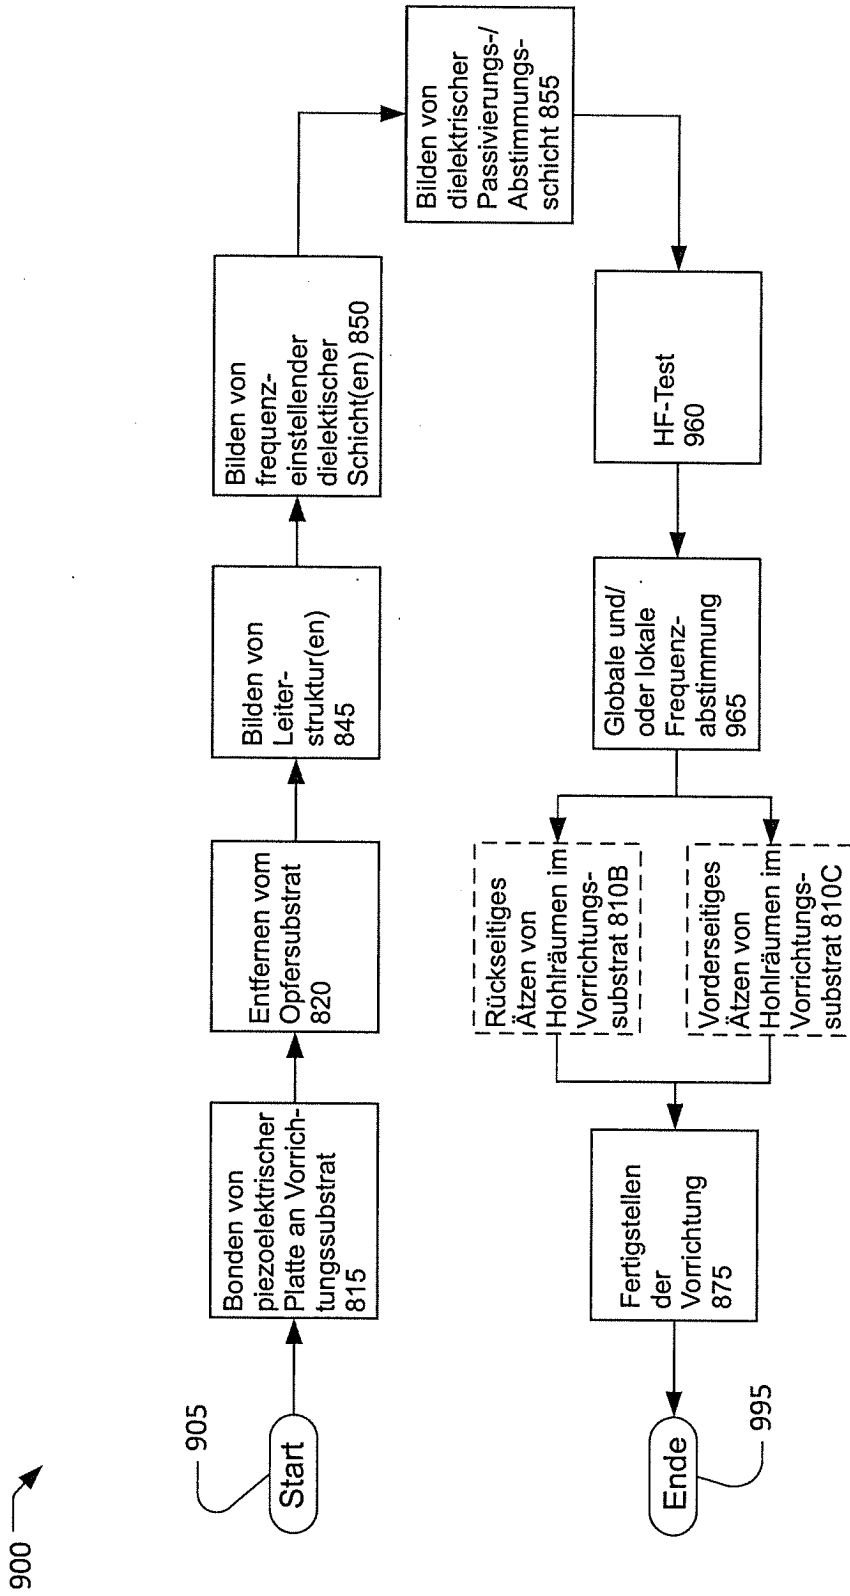 900
905
Start
Bonden von
piezoelektrischer
Platte an Vorrich-
tungssubstrat
815
Entfernen vom
Opfersubstrat
820
Bilden von
Leiter-
struktur(en)
845
Bilden von
frequenz-
einstellender
dielektischer
Schicht(en) 850
Bilden von
dielektrischer
Passivierungs-/
Abstimmungs-
schicht 855
HF-Test
960
Globale und/
oder lokale
Frequenz-
abstimmung
965
Rückseitiges
Ätzen von
Hohlräumen im
Vorrichtungs-
substrat 810B
Vorderseitiges
Ätzen von
Hohlräumen im
Vorrichtungs-
substrat 810C
Fertigstellen
der
Vorrichtung
875
Ende
995